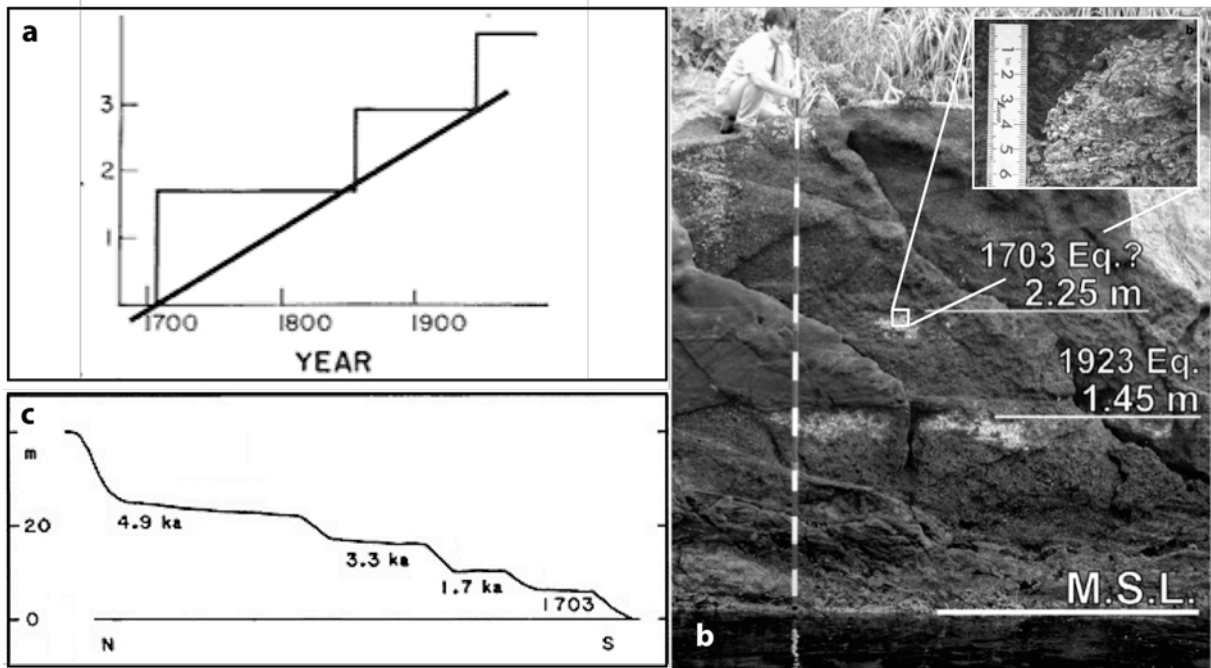 a
3
2
1
1700 1800 1900
YEAR
c
m
20
0
4.9 ka
3.3 ka
1.7 ka
1703
N S
b
1 2 3 4 5 6
1703 Eq.?
2.25 m
1923 Eq.
1.45 m
M.S.L.
b